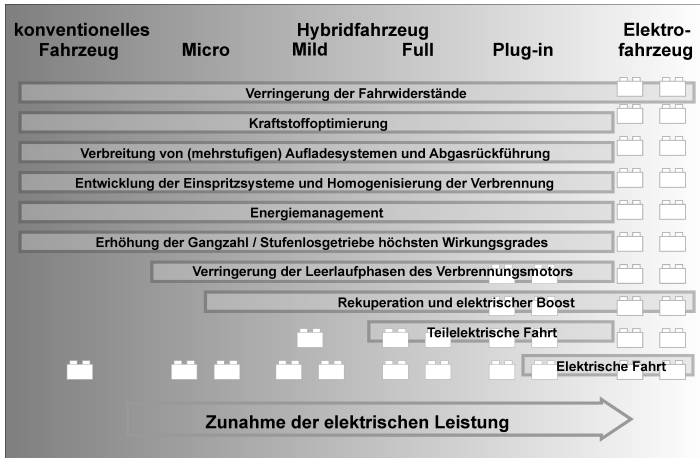 konventionelles
Fahrzeug
Hybridfahrzeug
Micro
Mild
Full
Plug-in
Elektro-
fahrzeug
Verringerung der Fahrwiderstände
Kraftstoffoptimierung
Verbreitung von (mehrstufigen) Aufladesystemen und Abgasrückführung
Entwicklung der Einspritzsysteme und Homogenisierung der Verbrennung
Energiemanagement
Erhöhung der Gangzahl / Stufenlosgetriebe höchsten Wirkungsgrades
Verringerung der Leerlaufphasen des Verbrennungsmotors
Rekuperation und elektrischer Boost
Teilelektrische Fahrt
Elektrische Fahrt
Zunahme der elektrischen Leistung